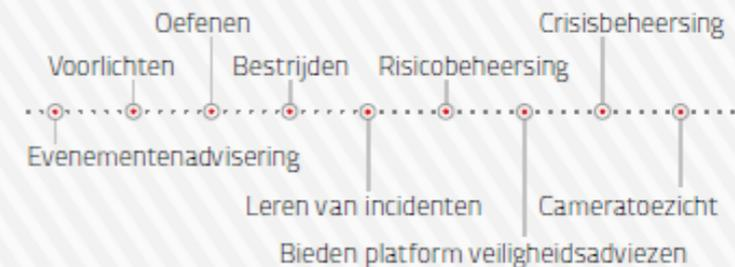 Oefenen
Crisisbeheersing
Voorlichten
Bestrijden
Risicobeheersing
Evenementenadvisering
Leren van incidenten
Cameratoezicht
Bieden platform veiligheidsadviezen